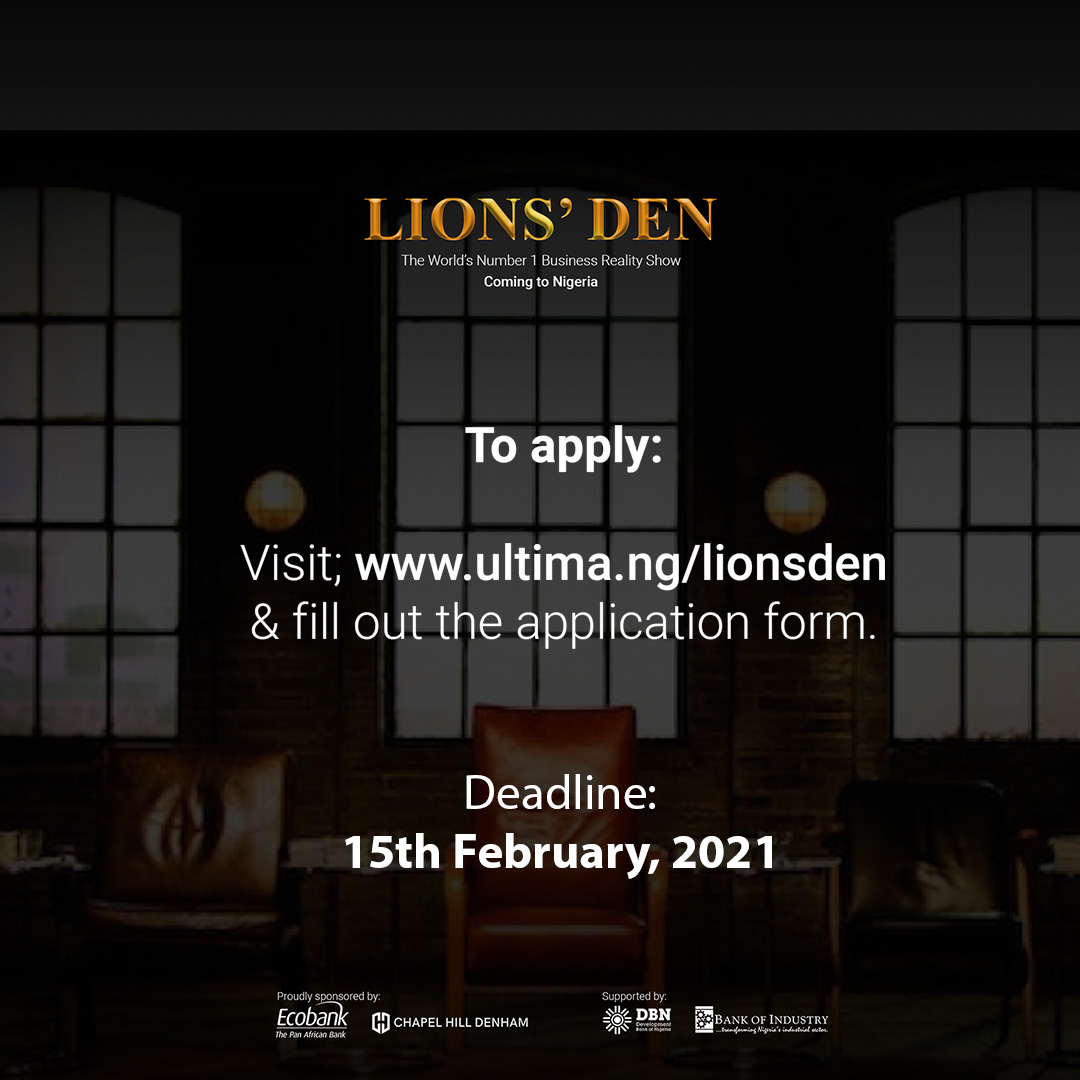 LIONS’ DEN
The World's Number 1 Business Reality Show
Coming to Nigeria
To apply:
Visit; www.ultima.ng/lionsden
& fill out the application form.
Deadline:
15th February, 2021
Proudly sponsored by:
Ecobank
The Pan African Bank
CHAPEL HILL DENHAM
Supported by:
DBN
Development
Bank of Nigeria
BANK OF INDUSTRY
...transforming Nigeria's industrial sector.